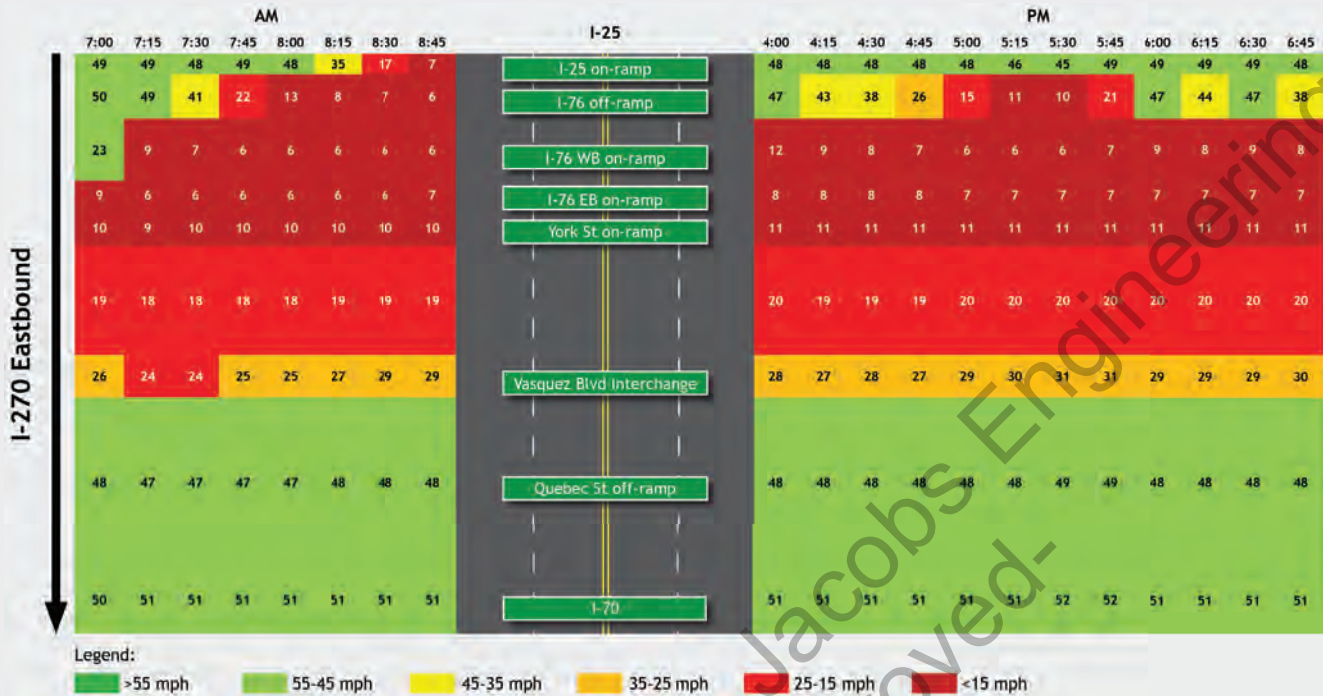 AM I-25 PM
7:00 7:15 7:30 7:45 8:00 8:15 8:30 8:45 4:00 4:15 4:30 4:45 5:00 5:15 5:30 5:45 6:00 6:15 6:30 6:45
49 49 48 49 48 35 17 7 I-25 on-ramp 48 48 48 48 48 46 45 49 49 49 49 48
50 49 41 22 13 8 7 6 I-76 off-ramp 47 43 38 26 15 11 10 21 47 44 47 38
23 9 7 6 6 6 6 6 I-76 WB on-ramp 12 9 8 7 6 6 6 7 9 8 9 8
9 6 6 6 6 6 6 7 I-76 EB on-ramp 8 8 8 8 7 7 7 7 7 7 7 7
10 9 10 10 10 10 10 10 York St on-ramp 11 11 11 11 11 11 11 11 11 11 11 11
19 18 18 18 18 19 19 19 20 19 19 19 20 20 20 20 20 20 20 20
26 24 24 25 25 27 29 29 Vasquez Blvd Interchange 28 27 28 27 29 30 31 31 29 29 29 30
48 47 47 47 47 48 48 48 Quebec St off-ramp 48 48 48 48 48 48 49 49 48 48 48 48
50 51 51 51 51 51 51 51 I-70 51 51 51 51 51 51 52 52 51 51 51 51
I-270 Eastbound
Jacobs Engineering
Legend:
>55 mph 55-45 mph 45-35 mph 35-25 mph 25-15 mph <15 mph